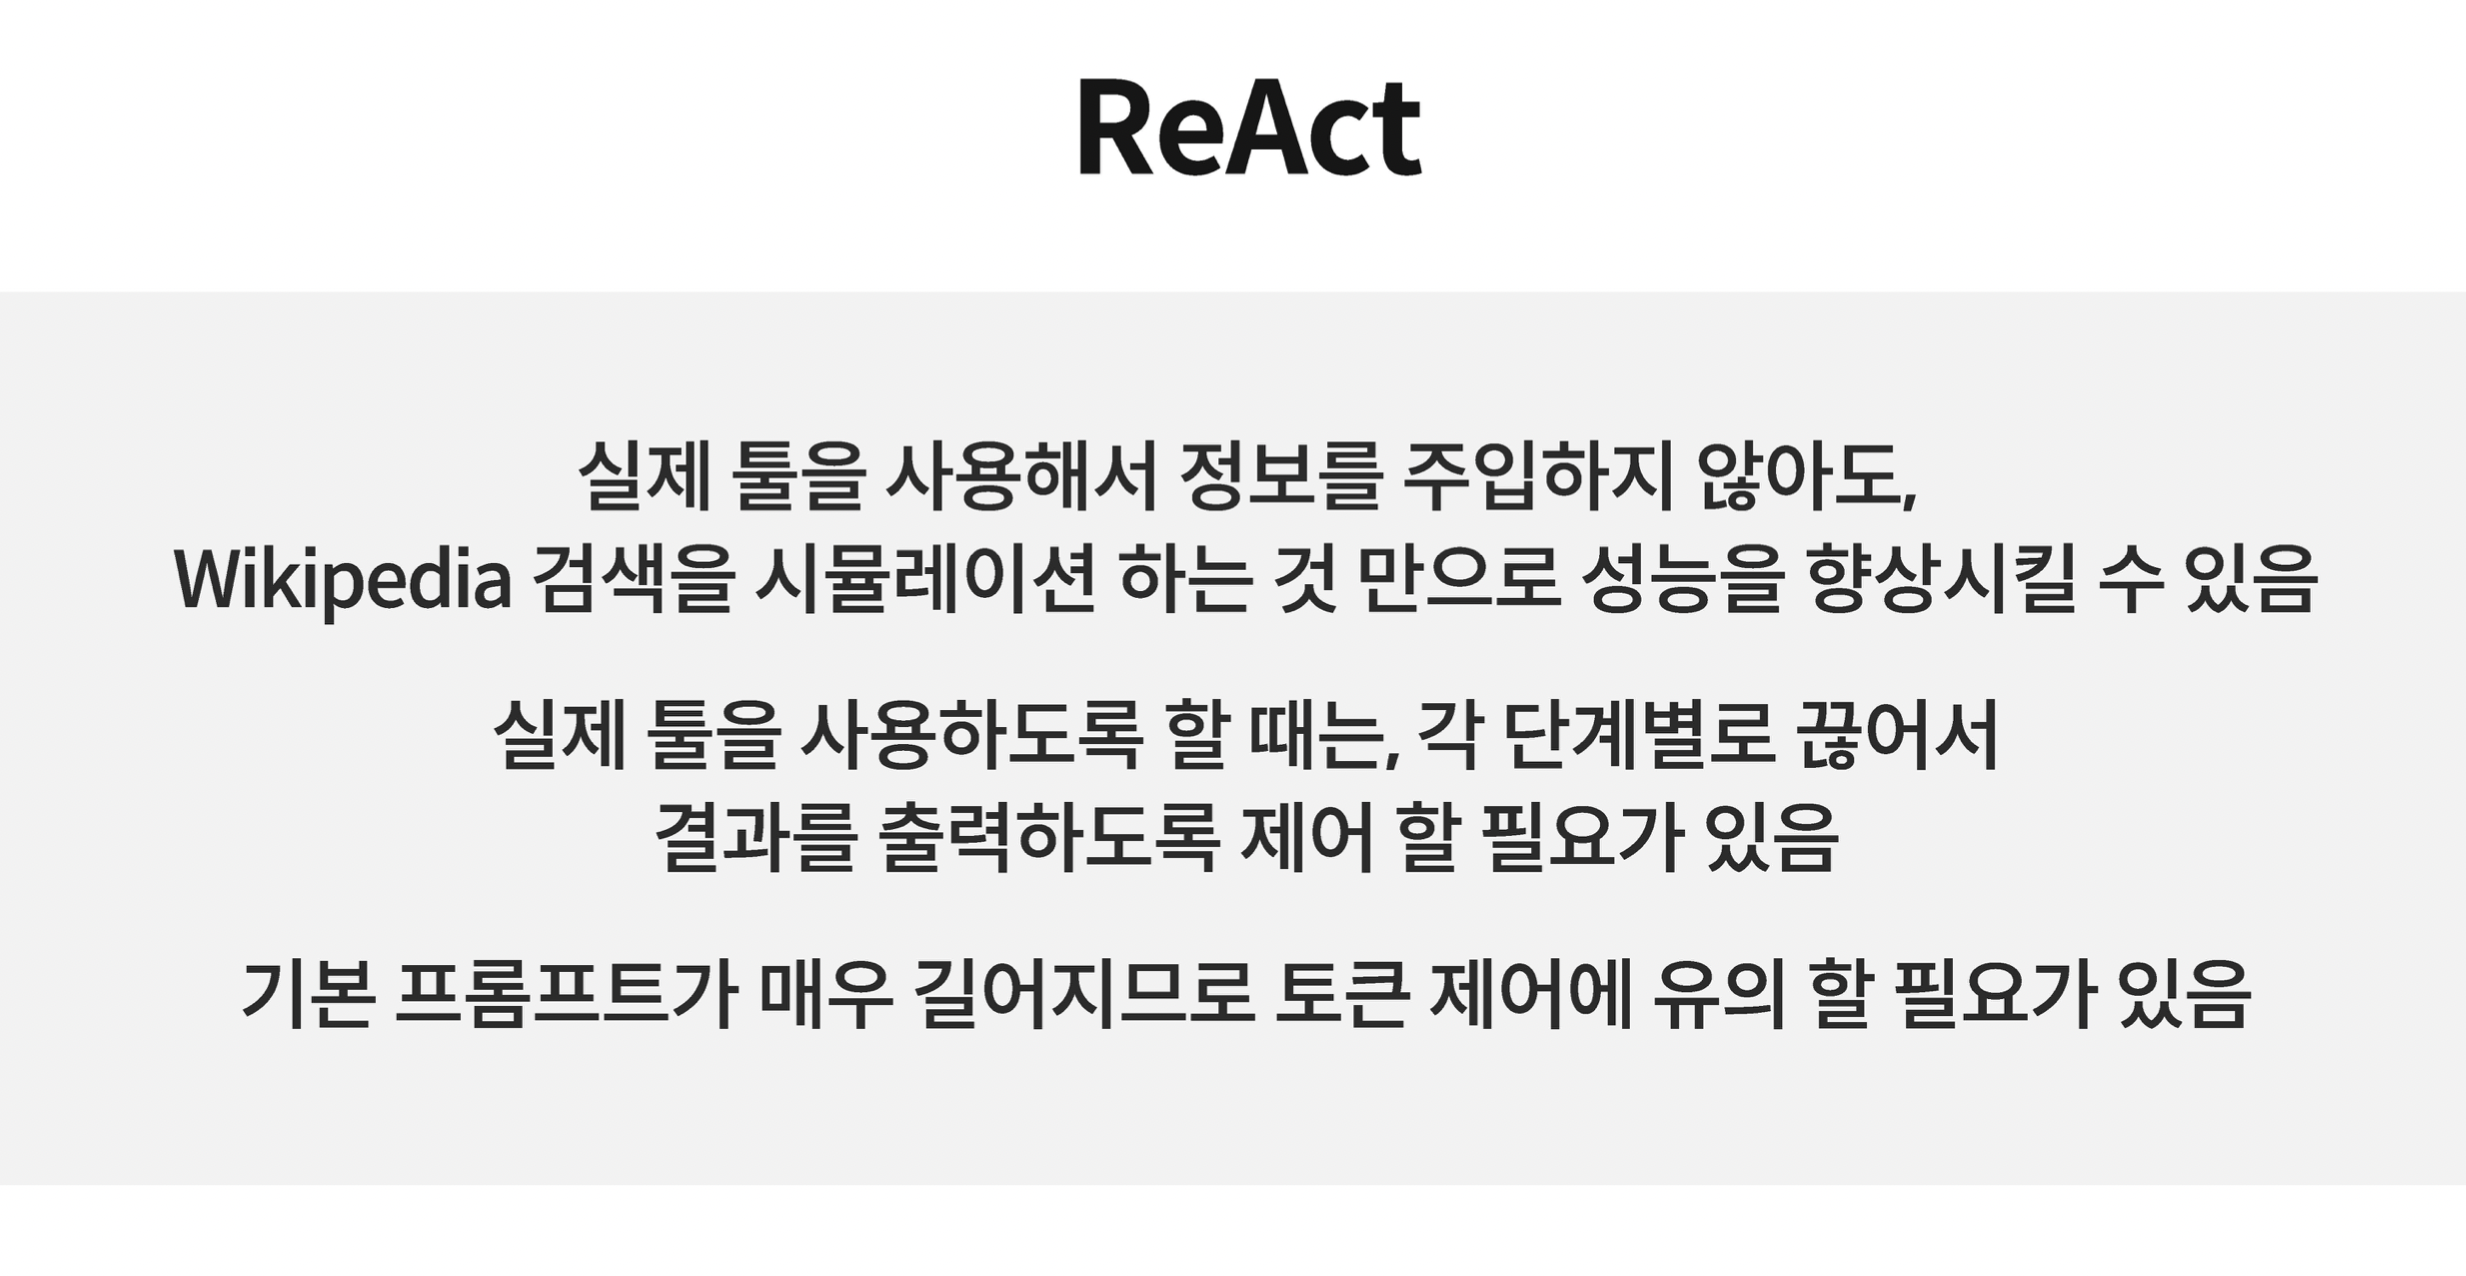 ReAct
실제 툴을 사용해서 정보를 주입하지 않아도,
Wikipedia 검색을 시뮬레이션 하는 것 만으로 성능을 향상시킬 수 있음
실제 툴을 사용하도록 할 때는, 각 단계별로 끊어서
결과를 출력하도록 제어 할 필요가 있음
기본 프롬프트가 매우 길어지므로 토큰 제어에 유의 할 필요가 있음